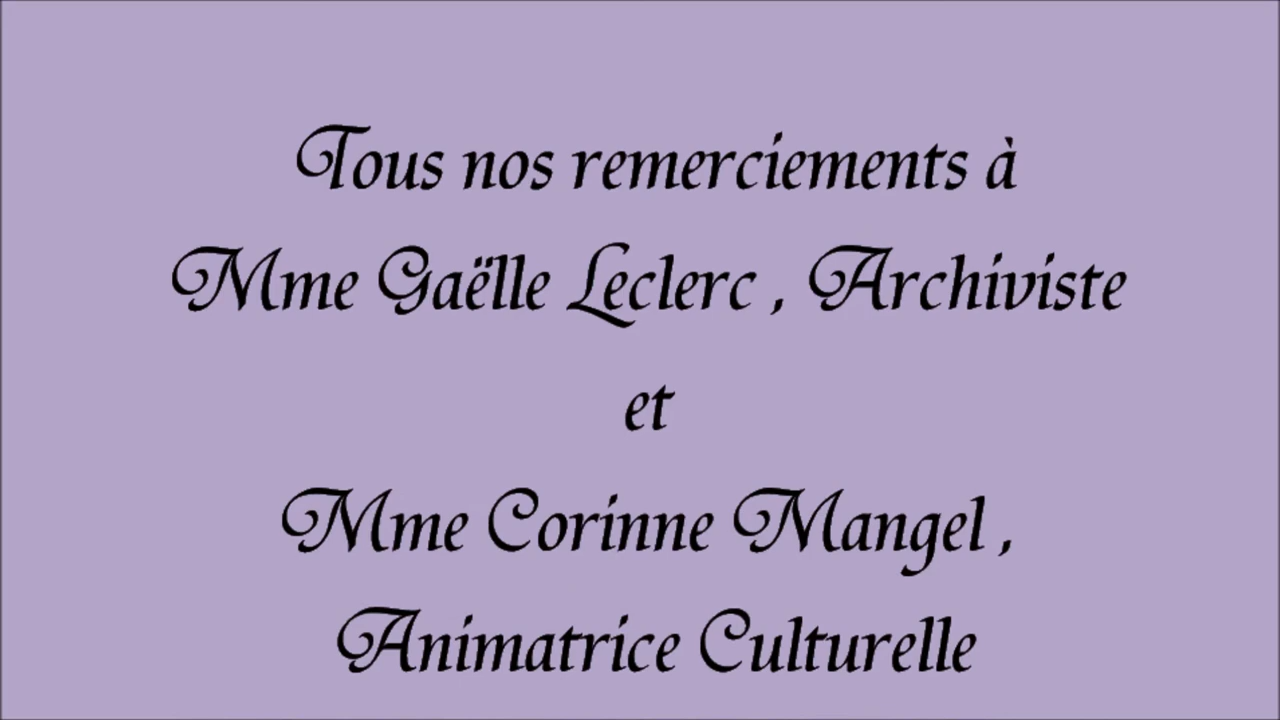 Tous nos remerciements à
Mme Gaëlle Leclerc , Archiviste
et
Mme Corinne Mangel ,
Animatrice Culturelle